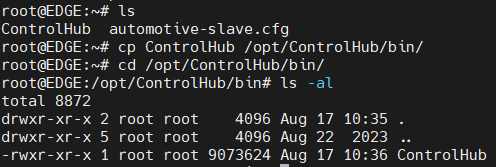 root@EDGE:~# ls
ControlHub  automotive-slave.cfg
root@EDGE:~# cp ControlHub /opt/ControlHub/bin/
root@EDGE:~# cd /opt/ControlHub/bin/
root@EDGE:/opt/ControlHub/bin# ls -al
total 8872
drwxr-xr-x 2 root root    4096 Aug 17 10:35 .
drwxr-xr-x 5 root root    4096 Aug 22  2023 ..
-rwxr-xr-x 1 root root 9073624 Aug 17 10:36 ControlHub